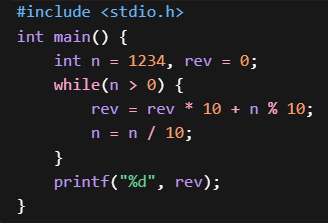 #include <stdio.h>
int main() {
    int n = 1234, rev = 0;
    while(n > 0) {
        rev = rev * 10 + n % 10;
        n = n / 10;
    }
    printf("%d", rev);
}